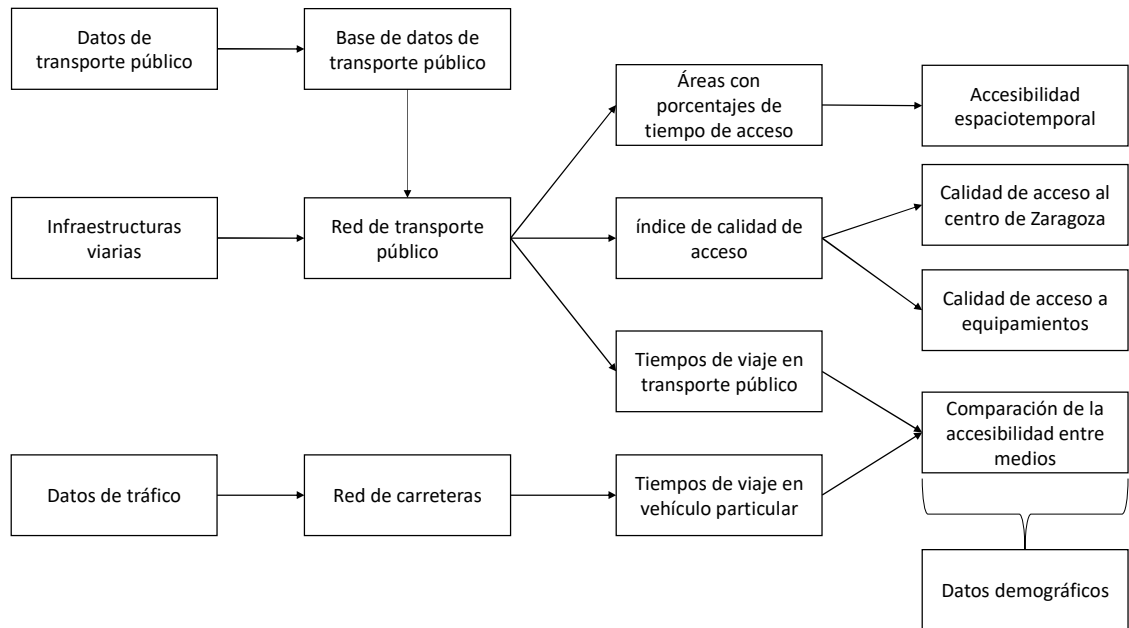 Datos de
transporte público
Base de datos de
transporte público
Áreas con
porcentajes de
tiempo de acceso
Accesibilidad
espaciotemporal
Infraestructuras
viarias
Red de transporte
público
índice de calidad de
acceso
Calidad de acceso al
centro de Zaragoza
Calidad de acceso a
equipamientos
Tiempos de viaje en
transporte público
Comparación de la
accesibilidad entre
medios
Datos de tráfico
Red de carreteras
Tiempos de viaje en
vehículo particular
Datos demográficos